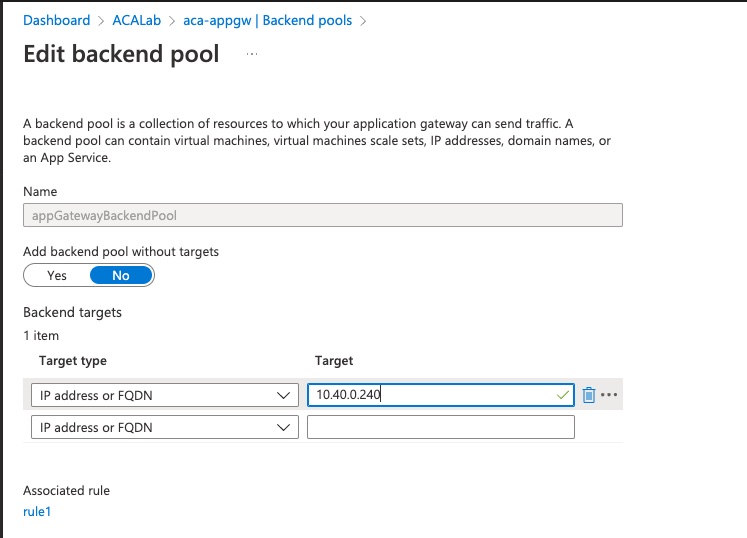 Dashboard > ACALab > aca-appgw | Backend pools >
Edit backend pool ...
A backend pool is a collection of resources to which your application gateway can send traffic. A
backend pool can contain virtual machines, virtual machines scale sets, IP addresses, domain names, or
an App Service.
Name
appGatewayBackendPool
Add backend pool without targets
Yes No
Backend targets
1 item
Target type Target
IP address or FQDN 10.40.0.240
IP address or FQDN
Associated rule
rule1